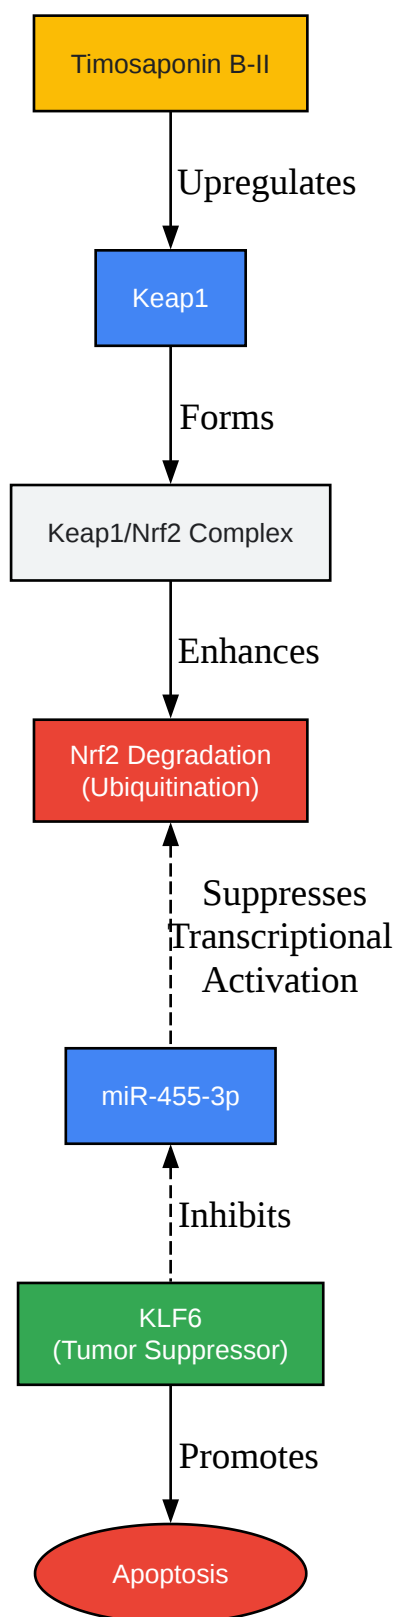 Timosaponin B-II
Upregulates
Keap1
Forms
Keap1/Nrf2 Complex
Enhances
Nrf2 Degradation
(Ubiquitination)
Suppresses
Transcriptional
Activation
miR-455-3p
Inhibits
KLF6
(Tumor Suppressor)
Promotes
Apoptosis